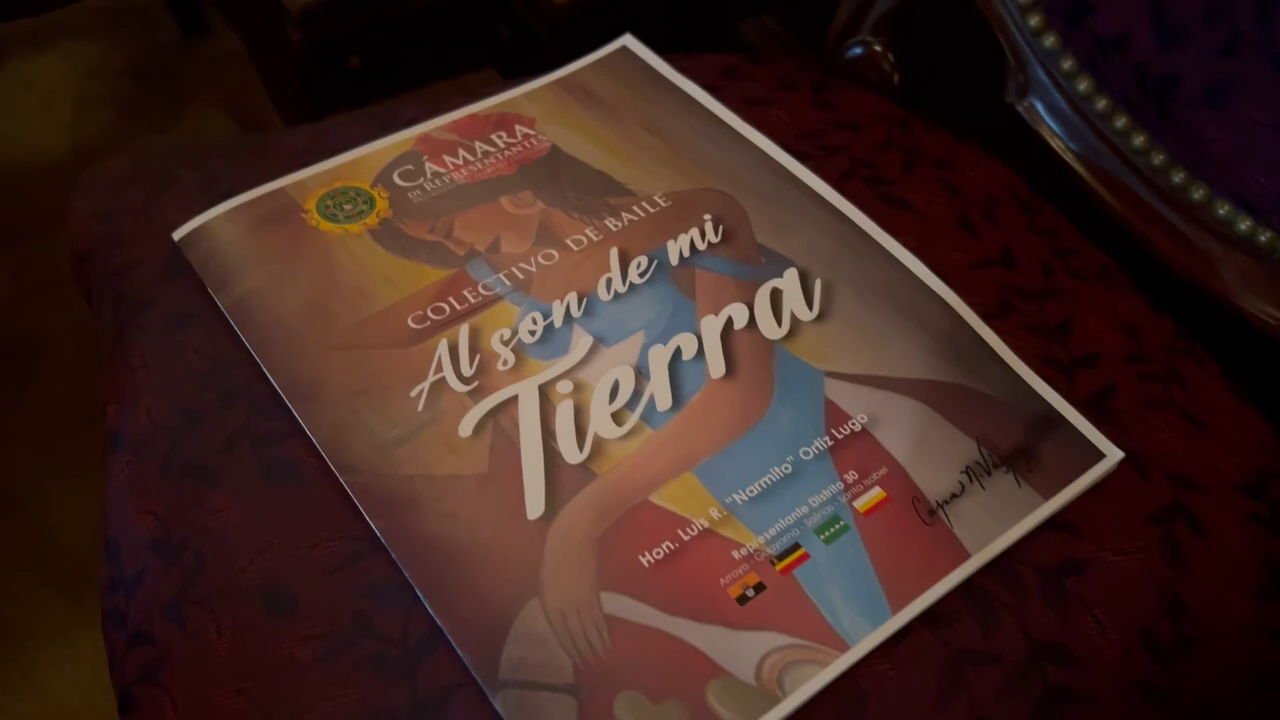 CÁMARA
DE REPRESENTANTES
COLECTIVO DE BAILE
Al son de mi
Tierra
Hon. Luis R. "Narmito" Ortiz Lugo
Representante Distrito 30
Arroyo - Guayama - Salinas - Santa Isabel